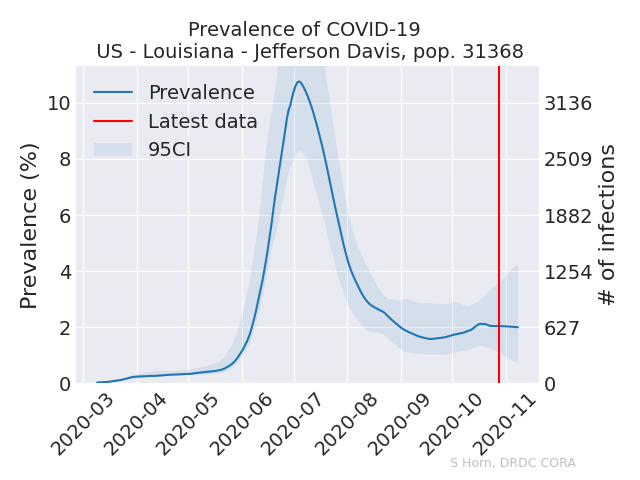 Prevalence of COVID-19
US - Louisiana - Jefferson Davis, pop. 31368
Prevalence
Latest data
95CI
Prevalence (%)
10
8
6
4
2
0
3136
2509
1882
1254
627
0
# of infections
2020-03
2020-04
2020-05
2020-06
2020-07
2020-08
2020-09
2020-10
2020-11
S Horn, DRDC CORA